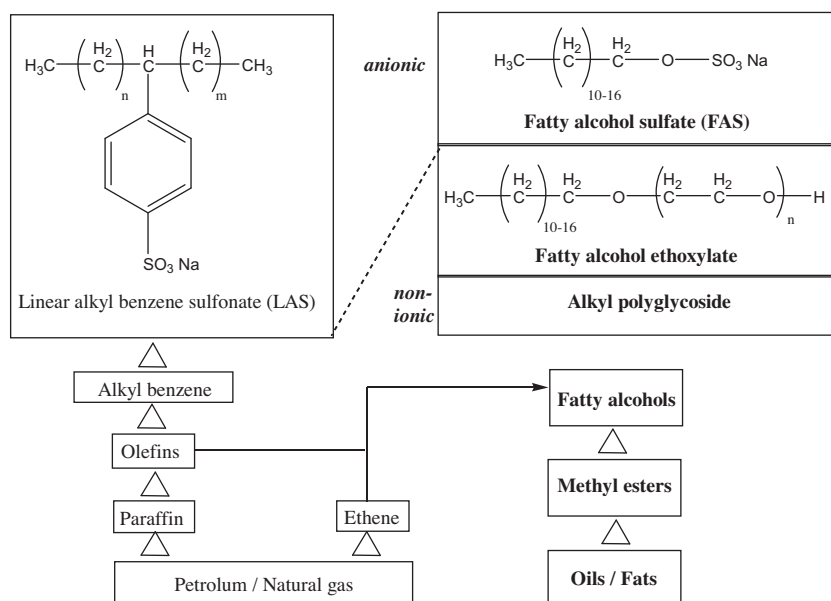 H3C
H2
C
n
H
C
H2
C
m
CH3
SO3 Na
Linear alkyl benzene sulfonate (LAS)
anionic
H3C
H2
C
10-16
H2
C
O
SO3 Na
Fatty alcohol sulfate (FAS)
H3C
H2
C
10-16
H2
C
O
H2
C
H2
C
O
n
H
Fatty alcohol ethoxylate
non-
ionic
Alkyl polyglycoside
Alkyl benzene
Olefins
Paraffin
Ethene
Petrolum / Natural gas
Fatty alcohols
Methyl esters
Oils / Fats